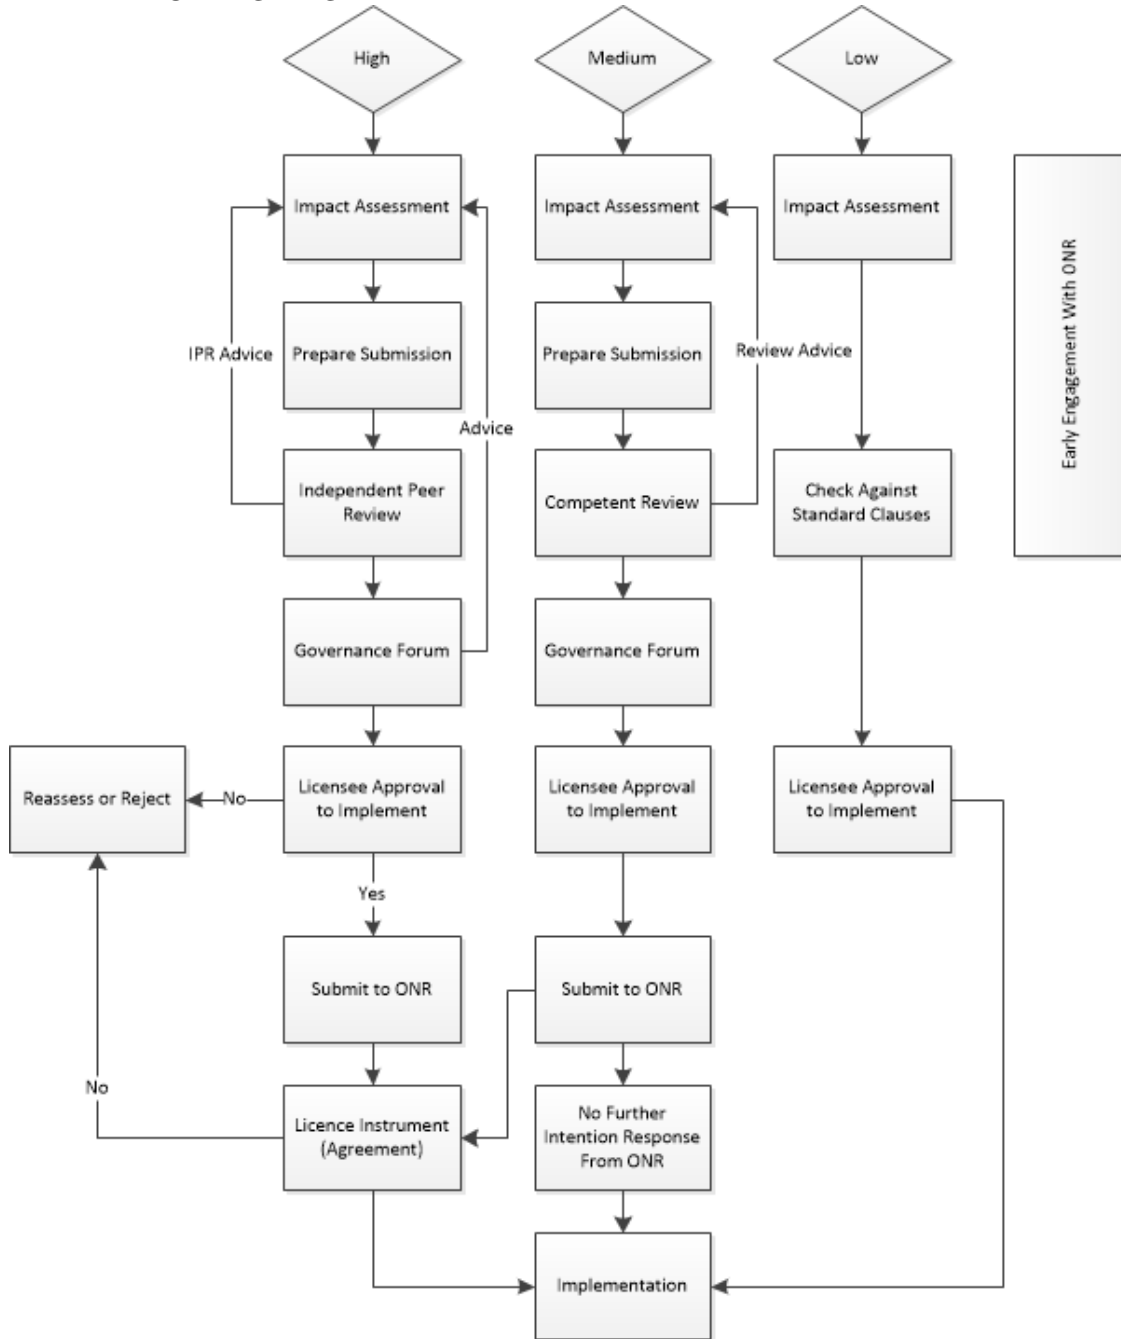 High
Medium
Low
Impact Assessment
Impact Assessment
Impact Assessment
Early Engagement With ONR
IPR Advice
Prepare Submission
Prepare Submission
Review Advice
Advice
Independent Peer
Review
Competent Review
Check Against
Standard Clauses
Governance Forum
Governance Forum
Reassess or Reject
No
Licensee Approval
to Implement
Licensee Approval
to Implement
Licensee Approval
to Implement
Yes
Submit to ONR
Submit to ONR
No
Licence Instrument
(Agreement)
No Further
Intention Response
From ONR
Implementation